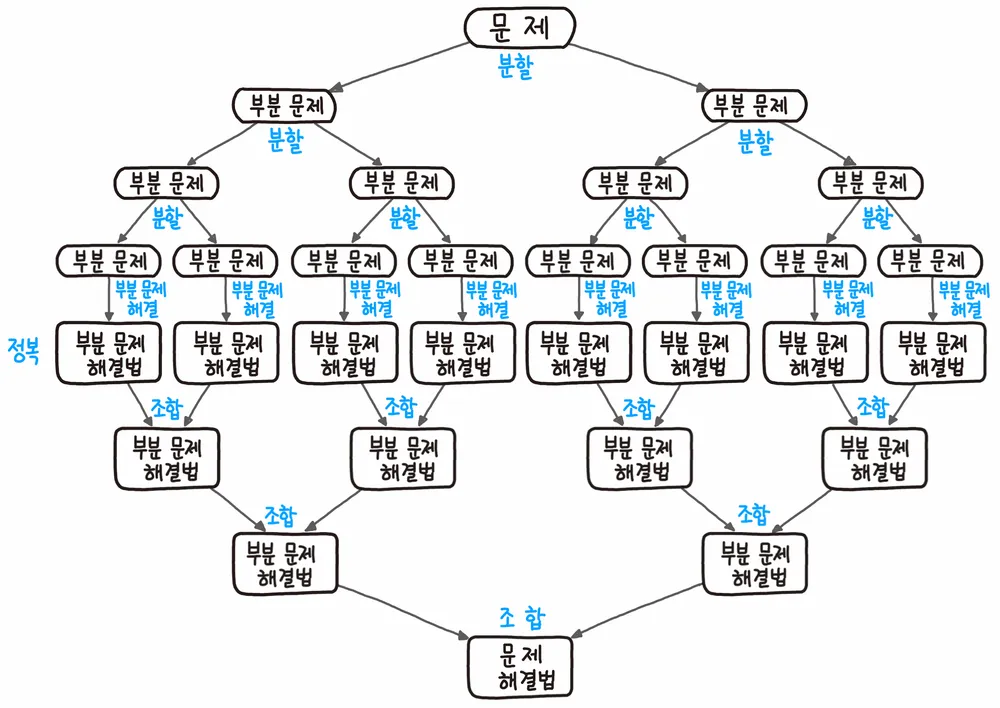 문 제
분할
부분 문제
부분 문제
분할
분할
부분 문제
부분 문제
부분 문제
부분 문제
분할
분할
분할
분할
부분 문제
부분 문제
부분 문제
부분 문제
부분 문제
부분 문제
부분 문제
부분 문제
부분 문제
해결
부분 문제
해결
부분 문제
해결
부분 문제
해결
부분 문제
해결
부분 문제
해결
부분 문제
해결
부분 문제
해결
정복
부분 문제
해결법
부분 문제
해결법
부분 문제
해결법
부분 문제
해결법
부분 문제
해결법
부분 문제
해결법
부분 문제
해결법
부분 문제
해결법
조합
조합
조합
조합
부분 문제
해결법
부분 문제
해결법
부분 문제
해결법
부분 문제
해결법
조합
조합
부분 문제
해결법
부분 문제
해결법
조 합
문 제
해결법